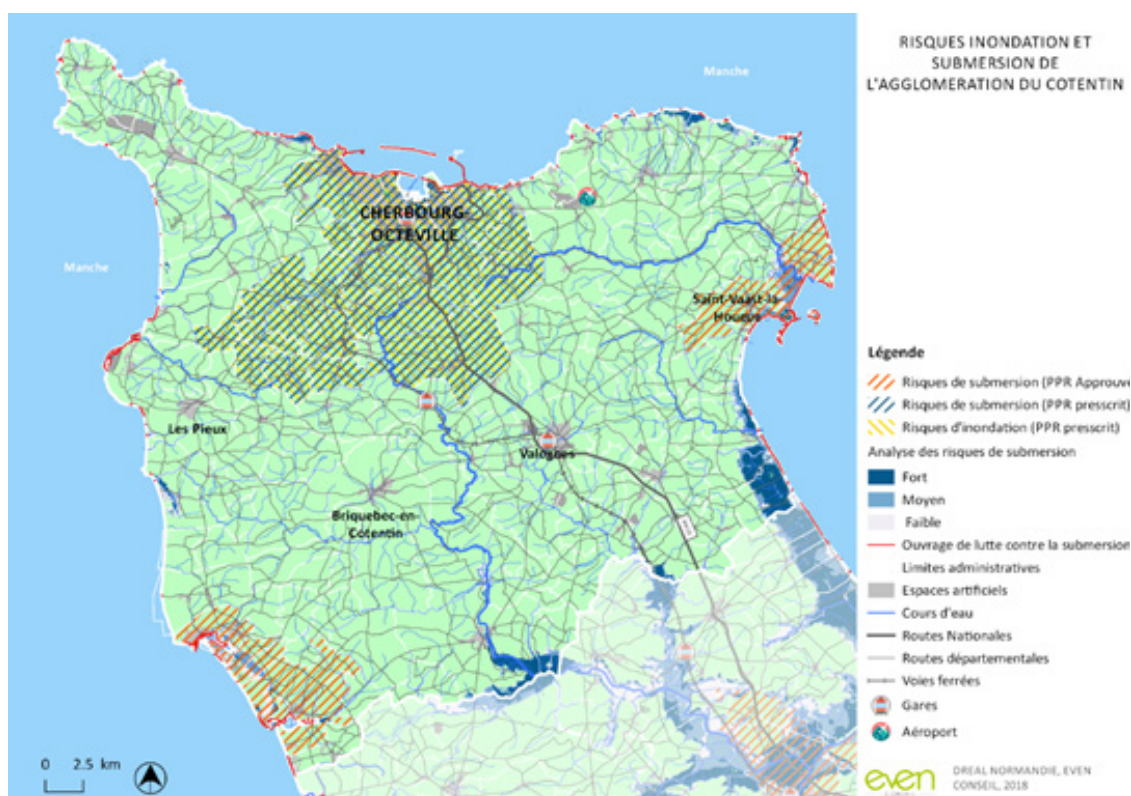 RISQUES INONDATION ET
SUBMERSION DE
L'AGGLOMERATION DU COTENTIN
Manche
CHERBOURG-
OCTEVILLE
Manche
Saint-Vaast-la-
Hougue
Les Pieux
Valognes
Briquebec-en-
Cotentin
0 2.5 km
Légende
Risques de submersion (PPR Approuvé
Risques de submersion (PPR presscrit)
Risques d'inondation (PPR presscrit)
Analyse des risques de submersion
Fort
Moyen
Faible
Ouvrage de lutte contre la submersion
Limites administratives
Espaces artificiels
Cours d'eau
Routes Nationales
Routes départementales
Voies ferrées
Gares
Aéroport
even
DREAL NORMANDIE, EVEN
CONSEIL, 2018